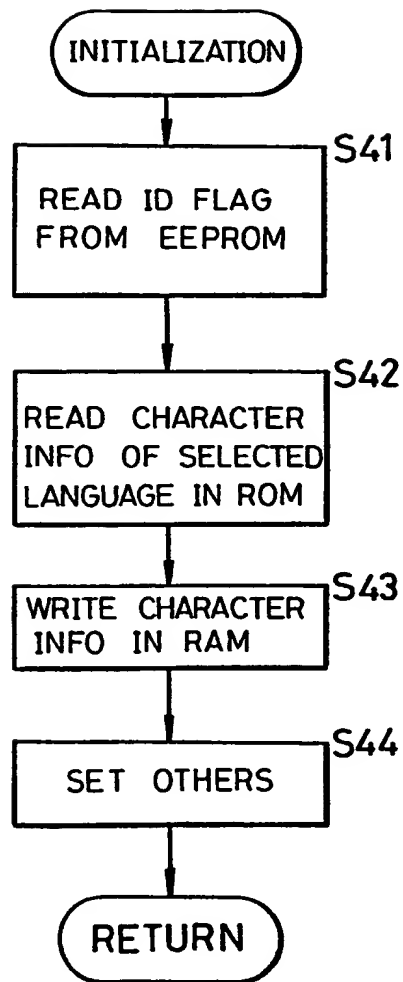 INITIALIZATION
S41
READ ID FLAG
FROM EEPROM
S42
READ CHARACTER
INFO OF SELECTED
LANGUAGE IN ROM
S43
WRITE CHARACTER
INFO IN RAM
S44
SET OTHERS
RETURN